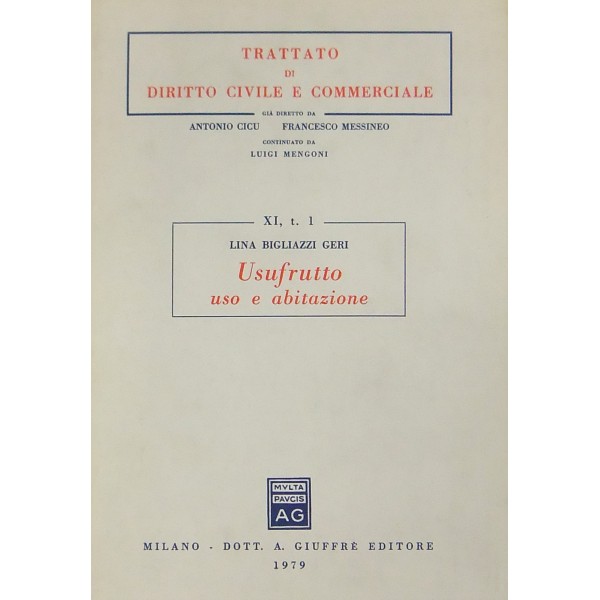 TRATTATO
DI
DIRITTO CIVILE E COMMERCIALE
GIÀ DIRETTO DA
ANTONIO CICU FRANCESCO MESSINEO
CONTINUATO DA
LUIGI MENGONI
XI, t. 1
LINA BIGLIAZZI GERI
Usufrutto
uso e abitazione
MVLTA
PAVCIS
AG
MILANO - DOTT. A. GIUFFRÈ EDITORE
1979